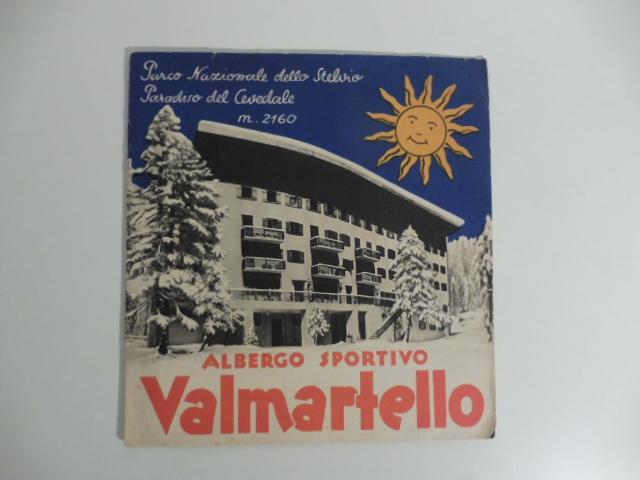 Parco Nazionale dello Stelvio
Paradiso del Cevedale
m. 2160
ALBERGO SPORTIVO
Valmartello